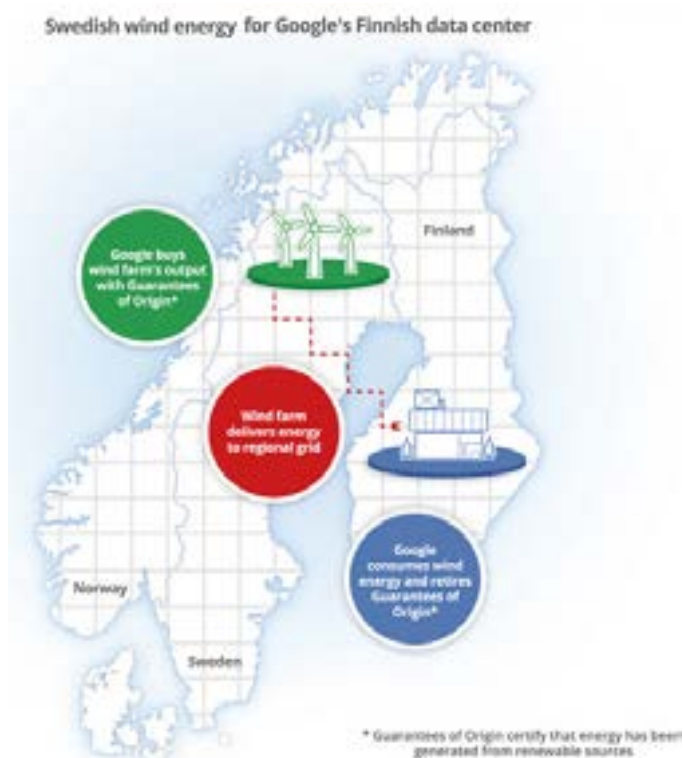 Swedish wind energy for Google's Finnish data center
Finland
Google buys
wind farm's output
with Guarantees
of Origin*
Wind farm
delivers energy
to regional grid
Google
consumes wind
energy and retires
Guarantees of
Origin*
Norway
Sweden
* Guarantees of Origin certify that energy has been
generated from renewable sources